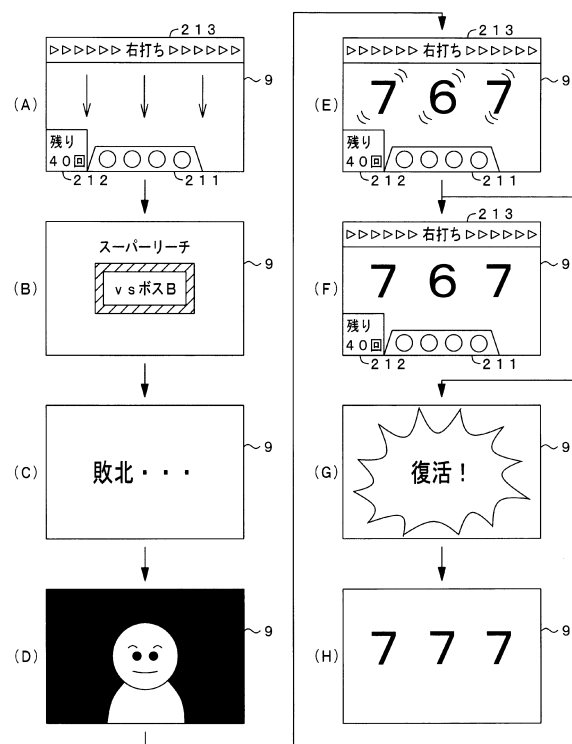 213
▷▷▷▷▷▷右打ち▷▷▷▷▷▷
(A)
9
残り
40回
212
211
スーパーリーチ
(B)
9
vsボスB
(C)
9
敗北・・・
(D)
9
213
▷▷▷▷▷▷右打ち▷▷▷▷▷▷
(E)
9
7 6 7
残り
40回
212
211
213
▷▷▷▷▷▷右打ち▷▷▷▷▷▷
(F)
9
7 6 7
残り
40回
212
211
(G)
9
復活!
(H)
9
7 7 7